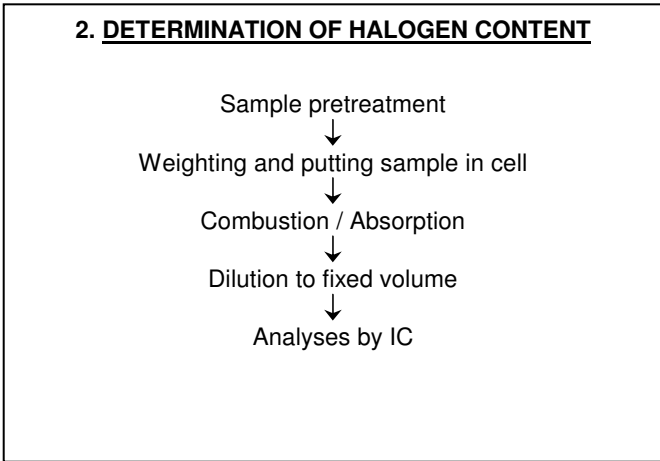 2. DETERMINATION OF HALOGEN CONTENT
Sample pretreatment
Weighting and putting sample in cell
Combustion / Absorption
Dilution to fixed volume
Analyses by IC